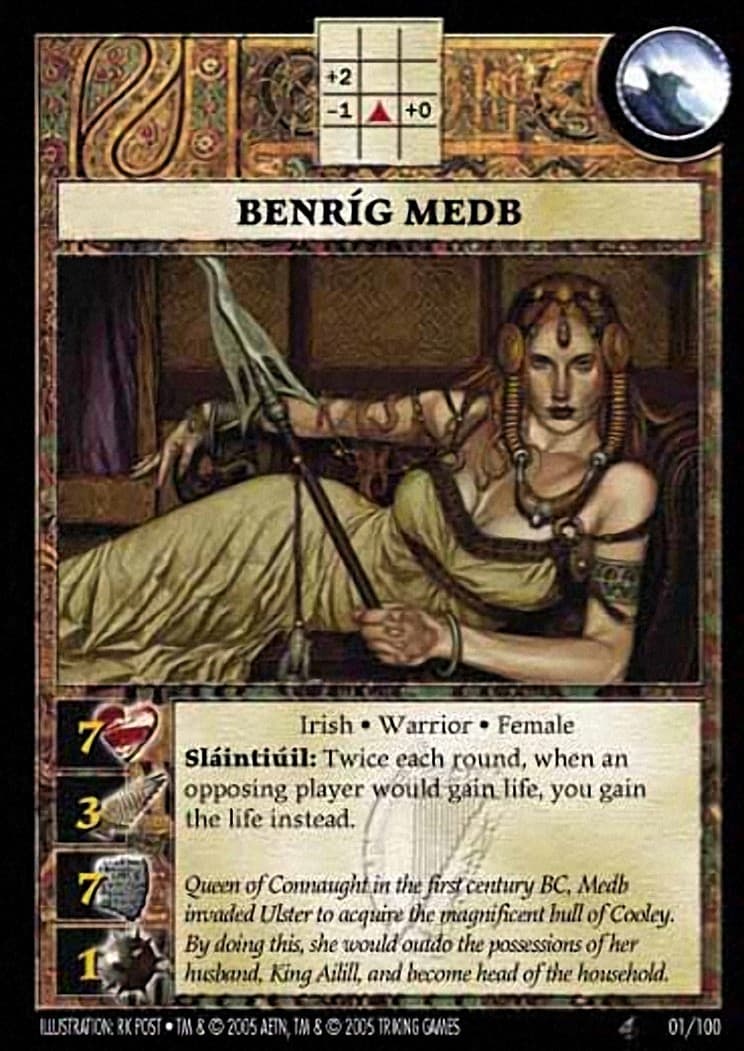 +2
-1 +0
BENRÍG MEDB
7
3
7
1
Irish • Warrior • Female
Sláintiúil: Twice each round, when an
opposing player would gain life, you gain
the life instead.
Queen of Connaught in the first century BC, Medb
invaded Ulster to acquire the magnificent bull of Cooley.
By doing this, she would outdo the possessions of her
husband, King Ailill, and become head of the household.
ILLUSTRATION: RK POST • TM & © 2005 AETN, TM & © 2005 TRIKING GAMES
4 01/100